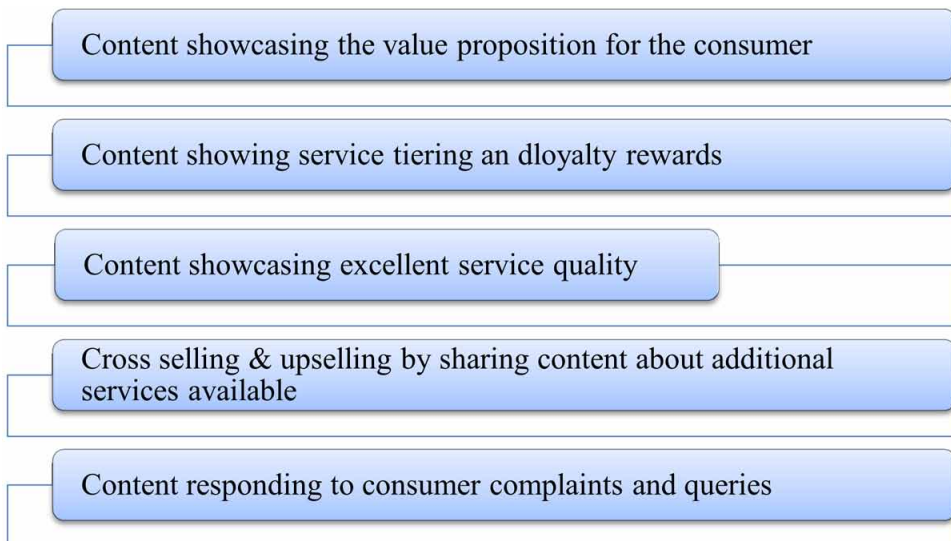 Content showcasing the value proposition for the consumer
Content showing service tiering an dloyalty rewards
Content showcasing excellent service quality
Cross selling & upselling by sharing content about additional
services available
Content responding to consumer complaints and queries